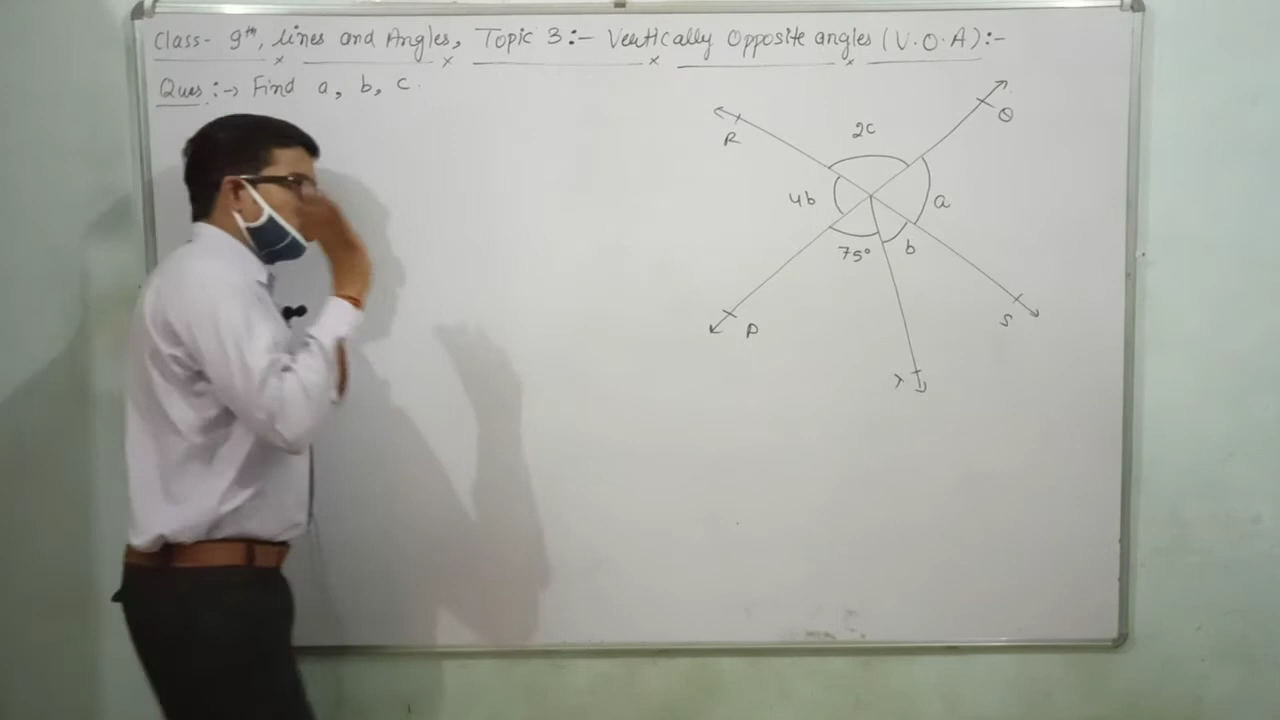 Class- 9th, lines and Angles, Topic 3:- Vertically Opposite angles (V.O.A):-
Ques:-> Find a, b, c.
R
2c
Q
4b
a
75°
b
P
S
Y